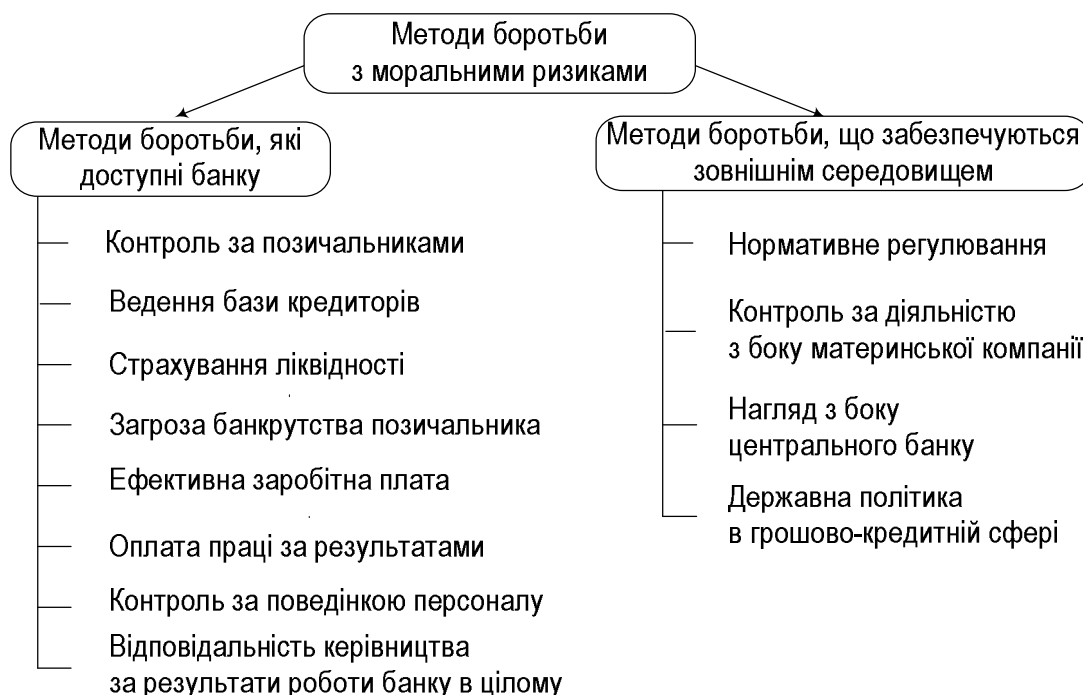 Методи боротьби
з моральними ризиками
Методи боротьби, які
доступні банку
Контроль за позичальниками
Ведення бази кредиторів
Страхування ліквідності
Загроза банкрутства позичальника
Ефективна заробітна плата
Оплата праці за результатами
Контроль за поведінкою персоналу
Відповідальність керівництва
за результати роботи банку в цілому
Методи боротьби, що забезпечуються
зовнішнім середовищем
Нормативне регулювання
Контроль за діяльністю
з боку материнської компанії
Нагляд з боку
центрального банку
Державна політика
в грошово-кредитній сфері